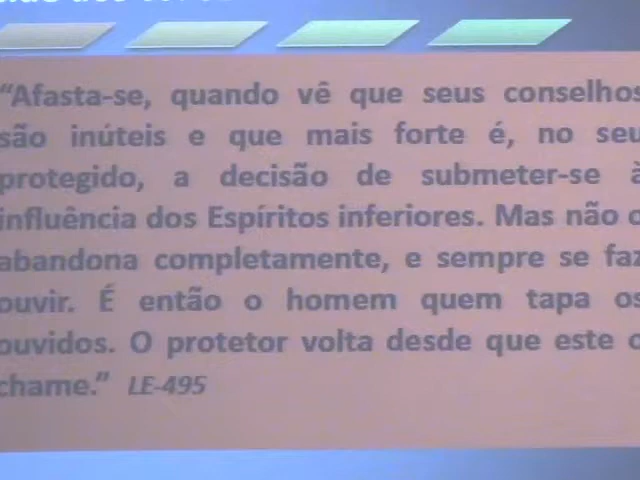 “Afasta-se, quando vê que seus conselhos
são inúteis e que mais forte é, no seu
protegido, a decisão de submeter-se à
influência dos Espíritos inferiores. Mas não o
abandona completamente, e sempre se faz
ouvir. É então o homem quem tapa os
ouvidos. O protetor volta desde que este o
chame.” LE-495